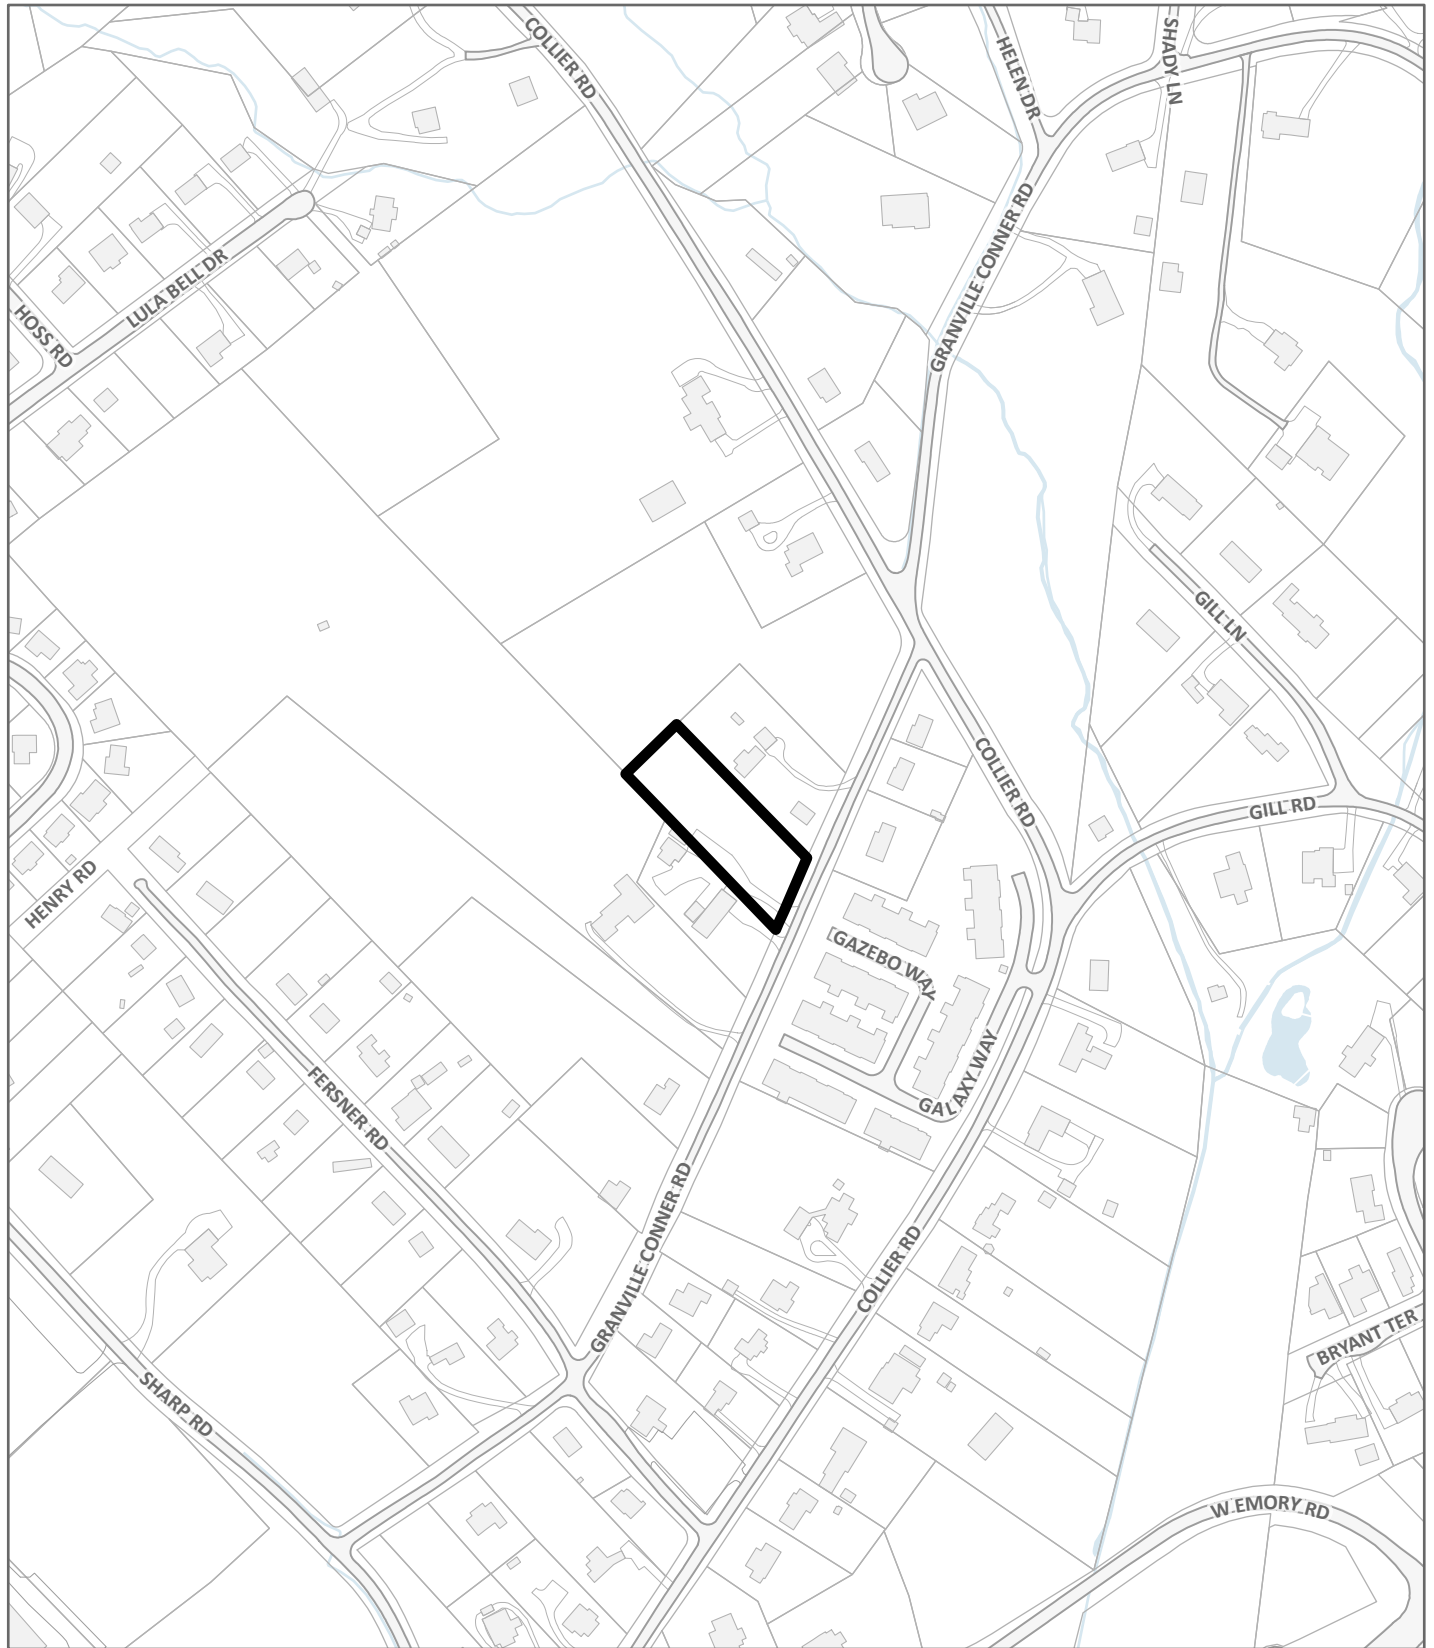 COLLIER RD
HELEN DR
SHADY LN
GRANVILLE CONNER RD
LULA BELL DR
HOSS RD
GILL LN
COLLIER RD
GILL RD
HENRY RD
GAZEBO WAY
GALAXY WAY
FERSNER RD
GRANVILLE CONNER RD
COLLIER RD
BRYANT TER
SHARP RD
W EMORY RD